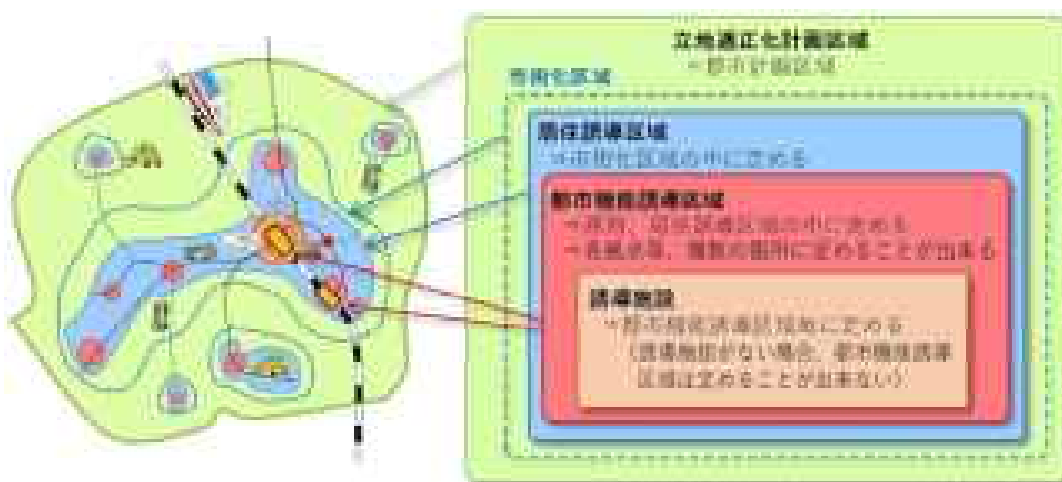 立地適正化計画区域
＝都市計画区域
市街化区域
居住誘導区域
⇒市街化区域の中に定める
都市機能誘導区域
⇒原則、居住誘導区域の中に定める
⇒各拠点等、複数の箇所に定めることが出来る
誘導施設
⇒都市機能誘導区域毎に定める
（誘導施設がない場合、都市機能誘導
区域は定めることが出来ない）